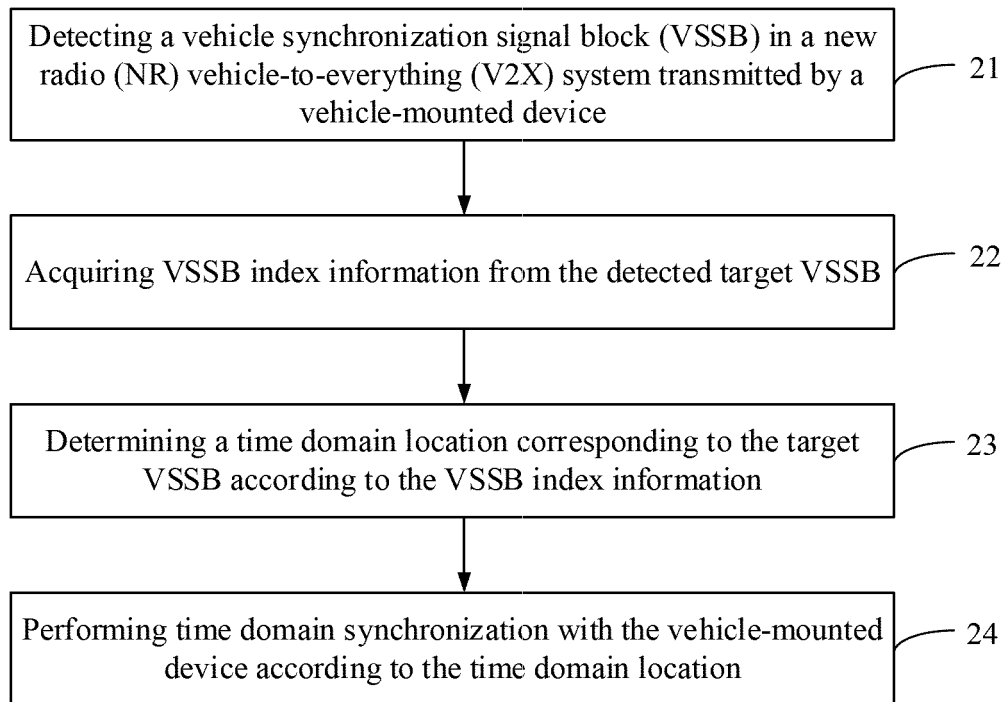 Detecting a vehicle synchronization signal block (VSSB) in a new
radio (NR) vehicle-to-everything (V2X) system transmitted by a
vehicle-mounted device
21
Acquiring VSSB index information from the detected target VSSB
22
Determining a time domain location corresponding to the target
VSSB according to the VSSB index information
23
Performing time domain synchronization with the vehicle-mounted
device according to the time domain location
24